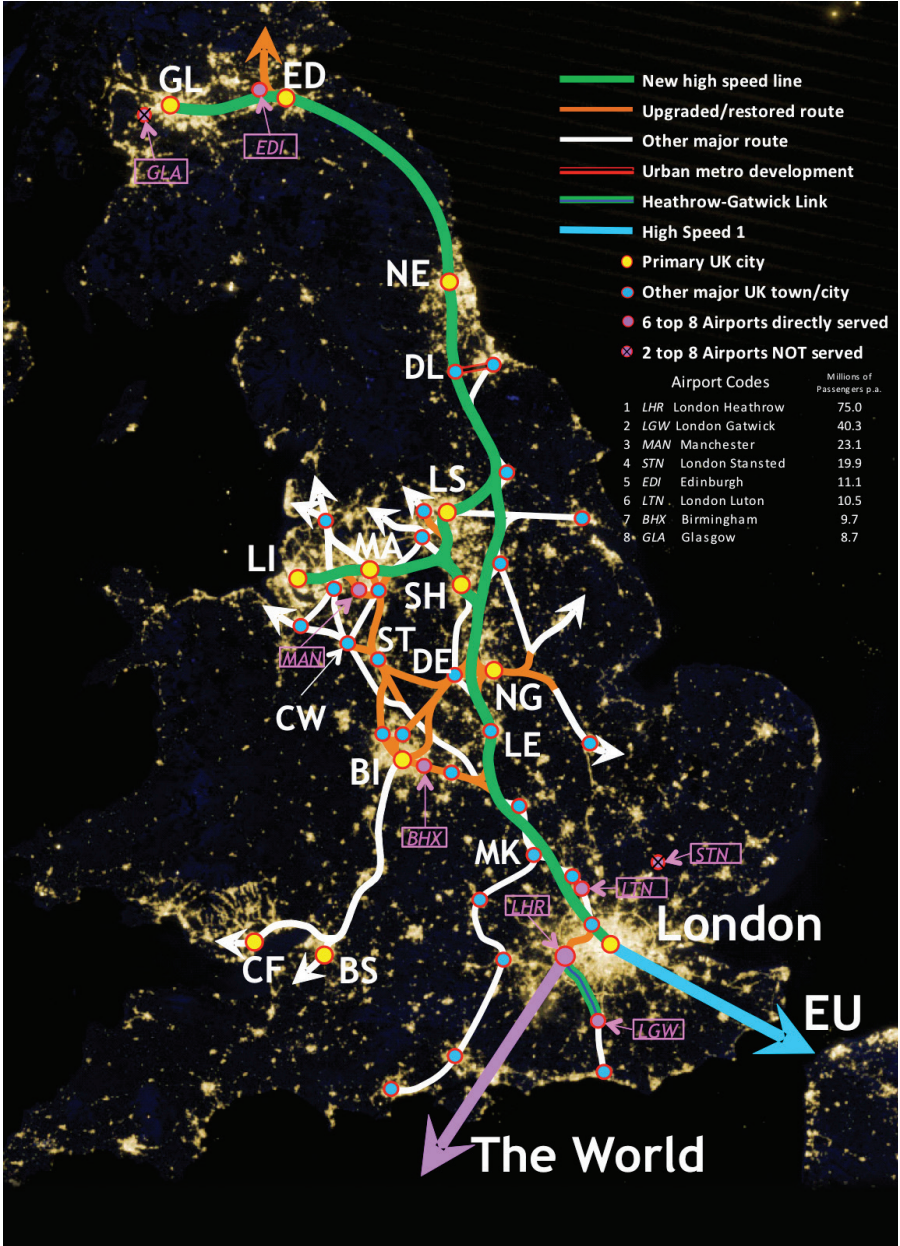 GL
ED
EDI
GLA
New high speed line
Upgraded/restored route
Other major route
Urban metro development
Heathrow-Gatwick Link
High Speed 1
Primary UK city
Other major UK town/city
6 top 8 Airports directly served
2 top 8 Airports NOT served
Airport Codes
Millions of
Passengers p.a.
1 LHR London Heathrow 75.0
2 LGW London Gatwick 40.3
3 MAN Manchester 23.1
4 STN London Stansted 19.9
5 EDI Edinburgh 11.1
6 LTN London Luton 10.5
7 BHX Birmingham 9.7
8 GLA Glasgow 8.7
NE
DL
LS
MA
LI
SH
ST
MAN
DE
NG
CW
LE
BI
BHX
MK
STN
LTN
LHR
London
CF
BS
EU
LGW
The World